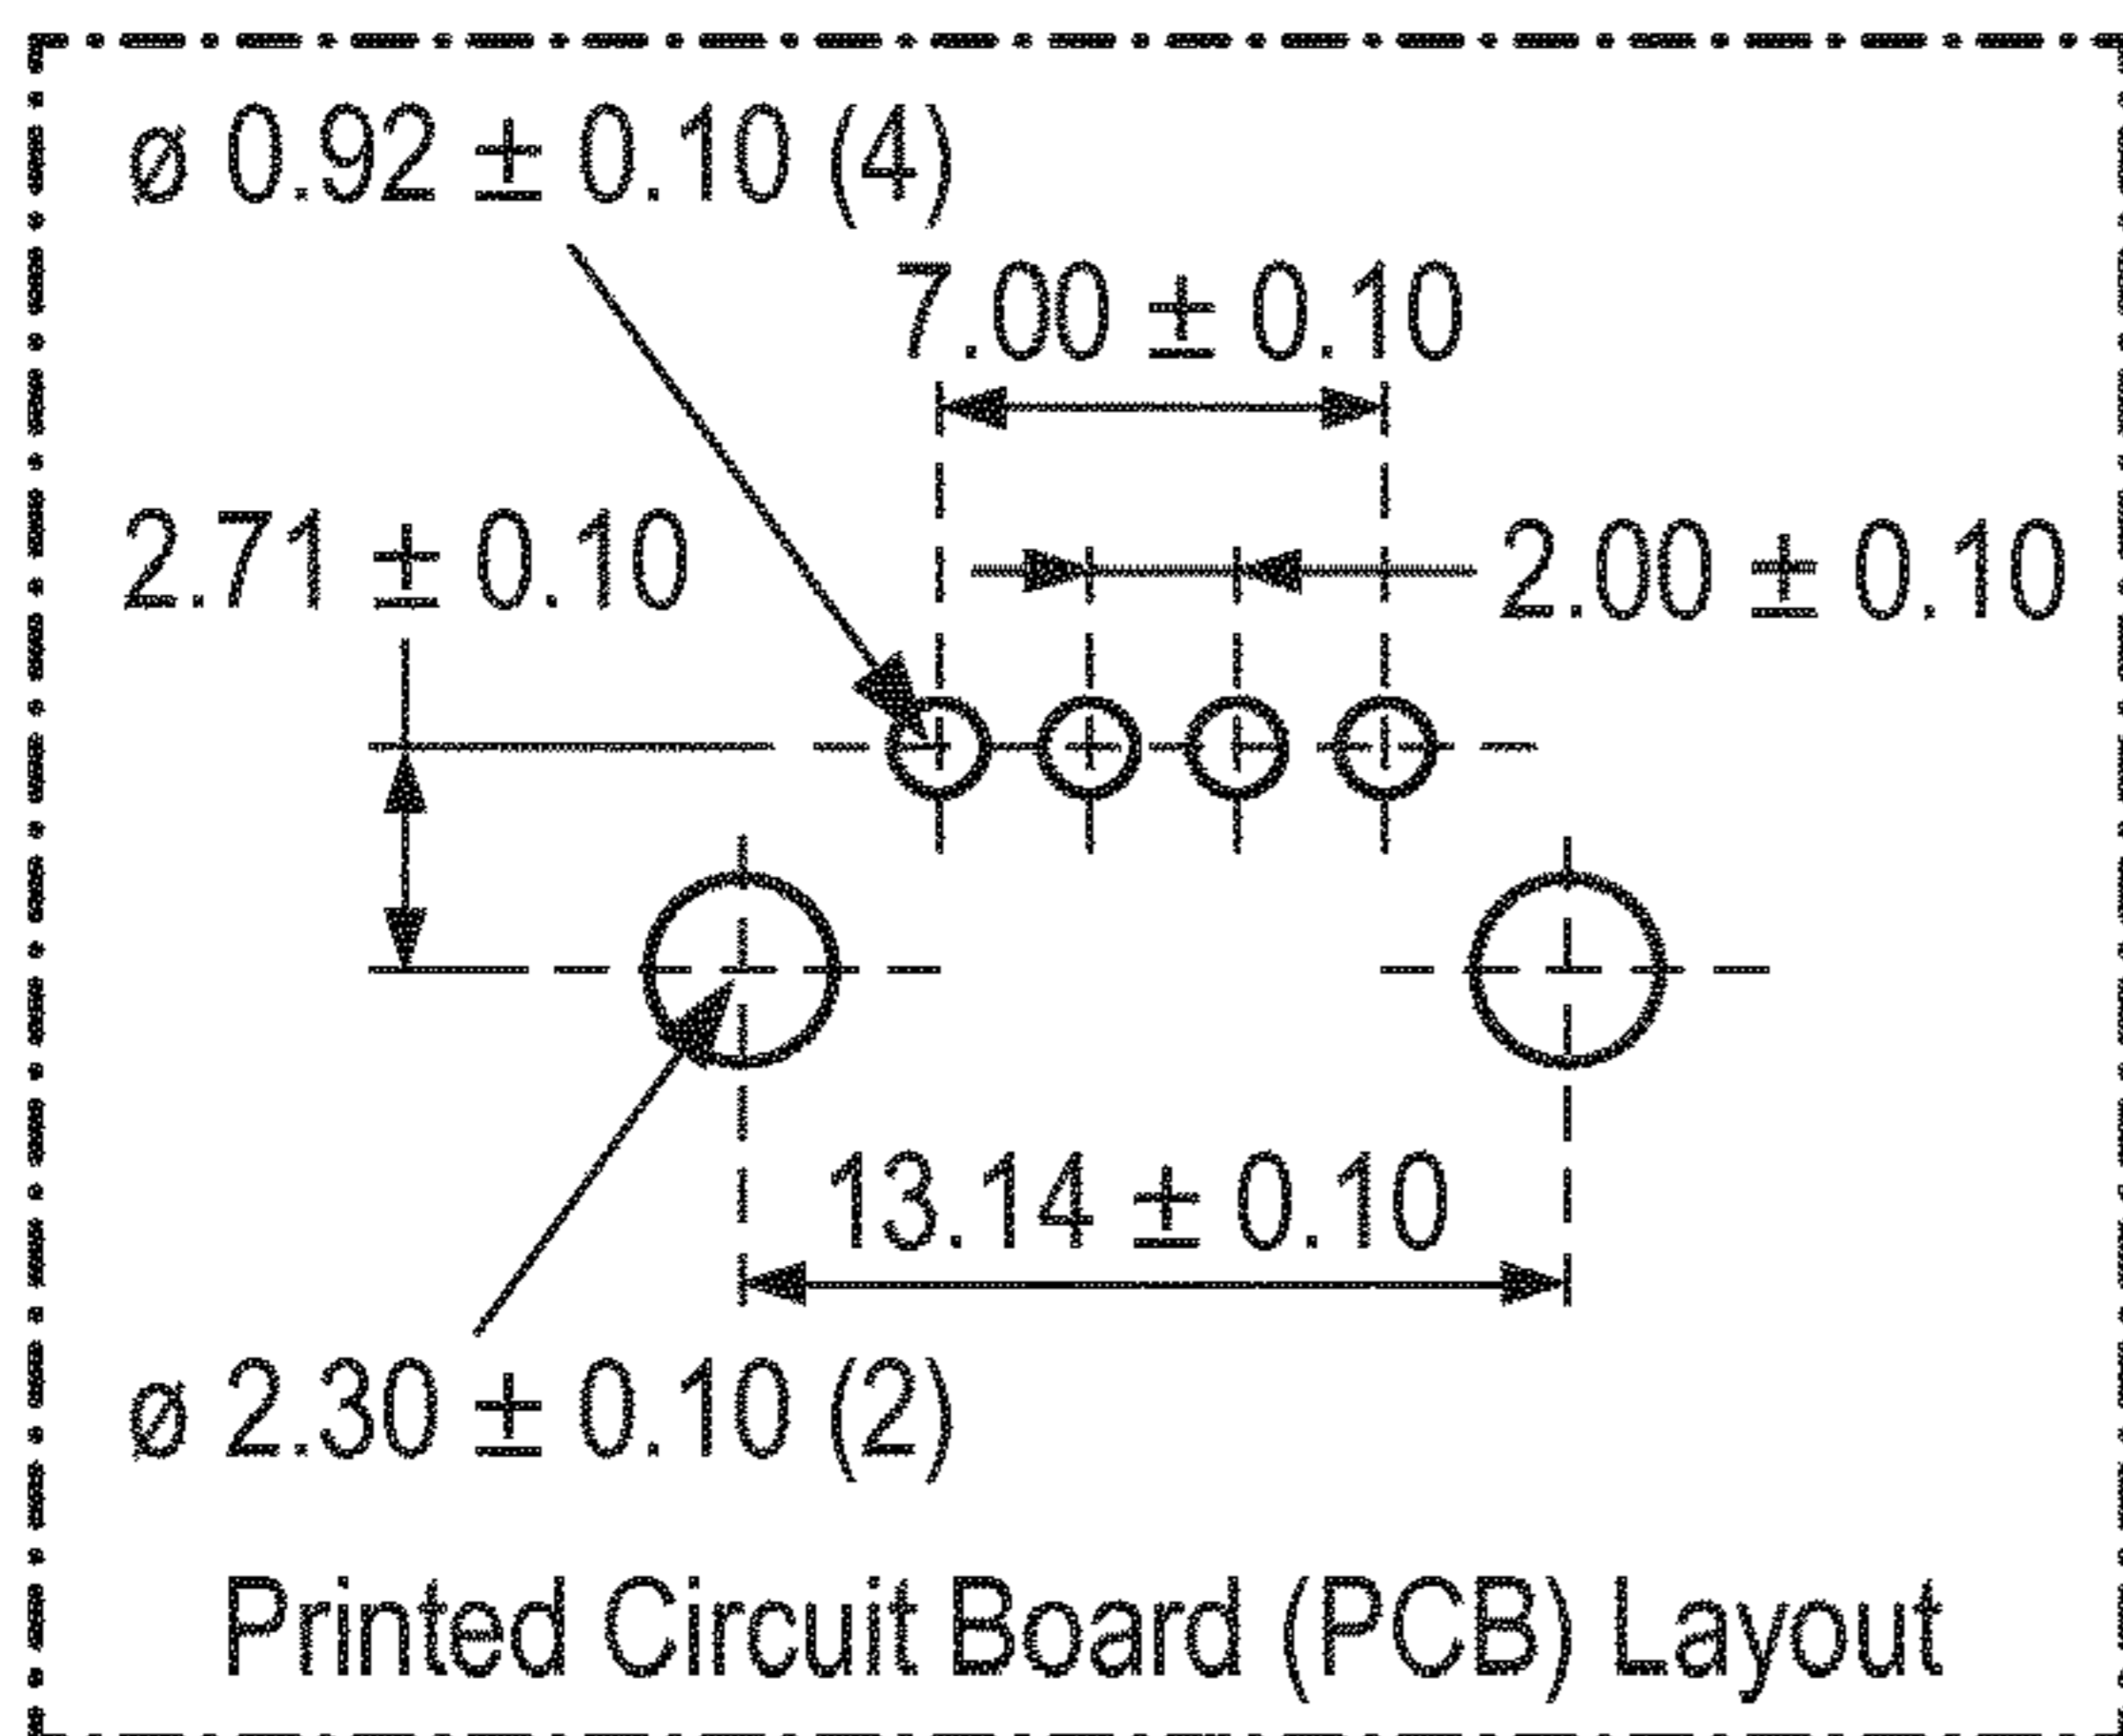 ø 0.92 ± 0.10 (4)
7.00 ± 0.10
2.71 ± 0.10
2.00 ± 0.10
13.14 ± 0.10
ø 2.30 ± 0.10 (2)
Printed Circuit Board (PCB) Layout